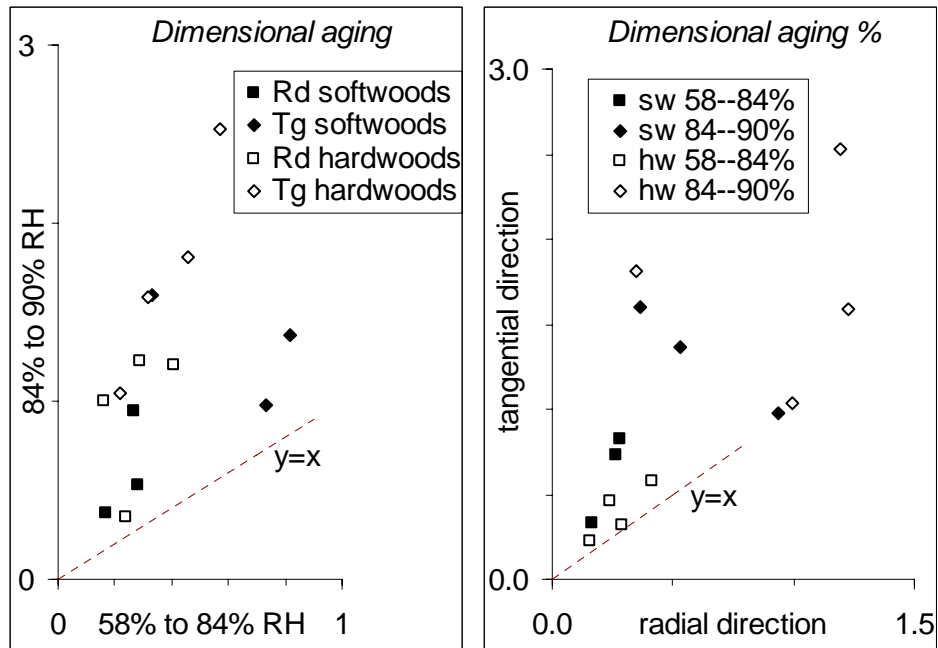 Dimensional aging
3
Rd softwoods
Tg softwoods
Rd hardwoods
Tg hardwoods
84% to 90% RH
y=x
0
0
58% to 84% RH
1
Dimensional aging %
3.0
sw 58--84%
sw 84--90%
hw 58--84%
hw 84--90%
tangential direction
y=x
0.0
0.0
radial direction
1.5